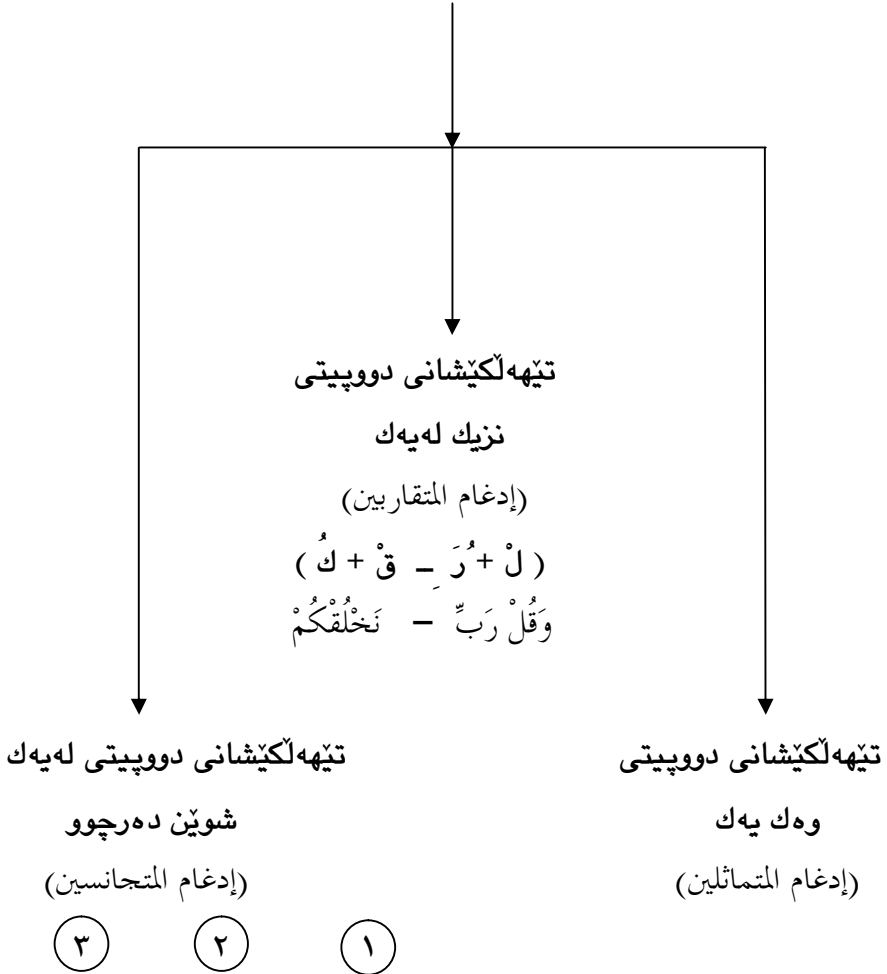 تێهەڵکێشانی دووپیتی
نزیك لەیەك
(إدغام المتقاربين)
( لْ + رَُِ – قْ + كُ )
وَقُلْ رَبِّ – نَخْلُقْكُمْ
تێهەڵکێشانی دووپیتی
وەك یەك
(إدغام المتماثلين)
تێهەڵکێشانی دووپیتی لەیەك
شوێن دەرچوو
(إدغام المتجانسين)
١ ٢ ٣